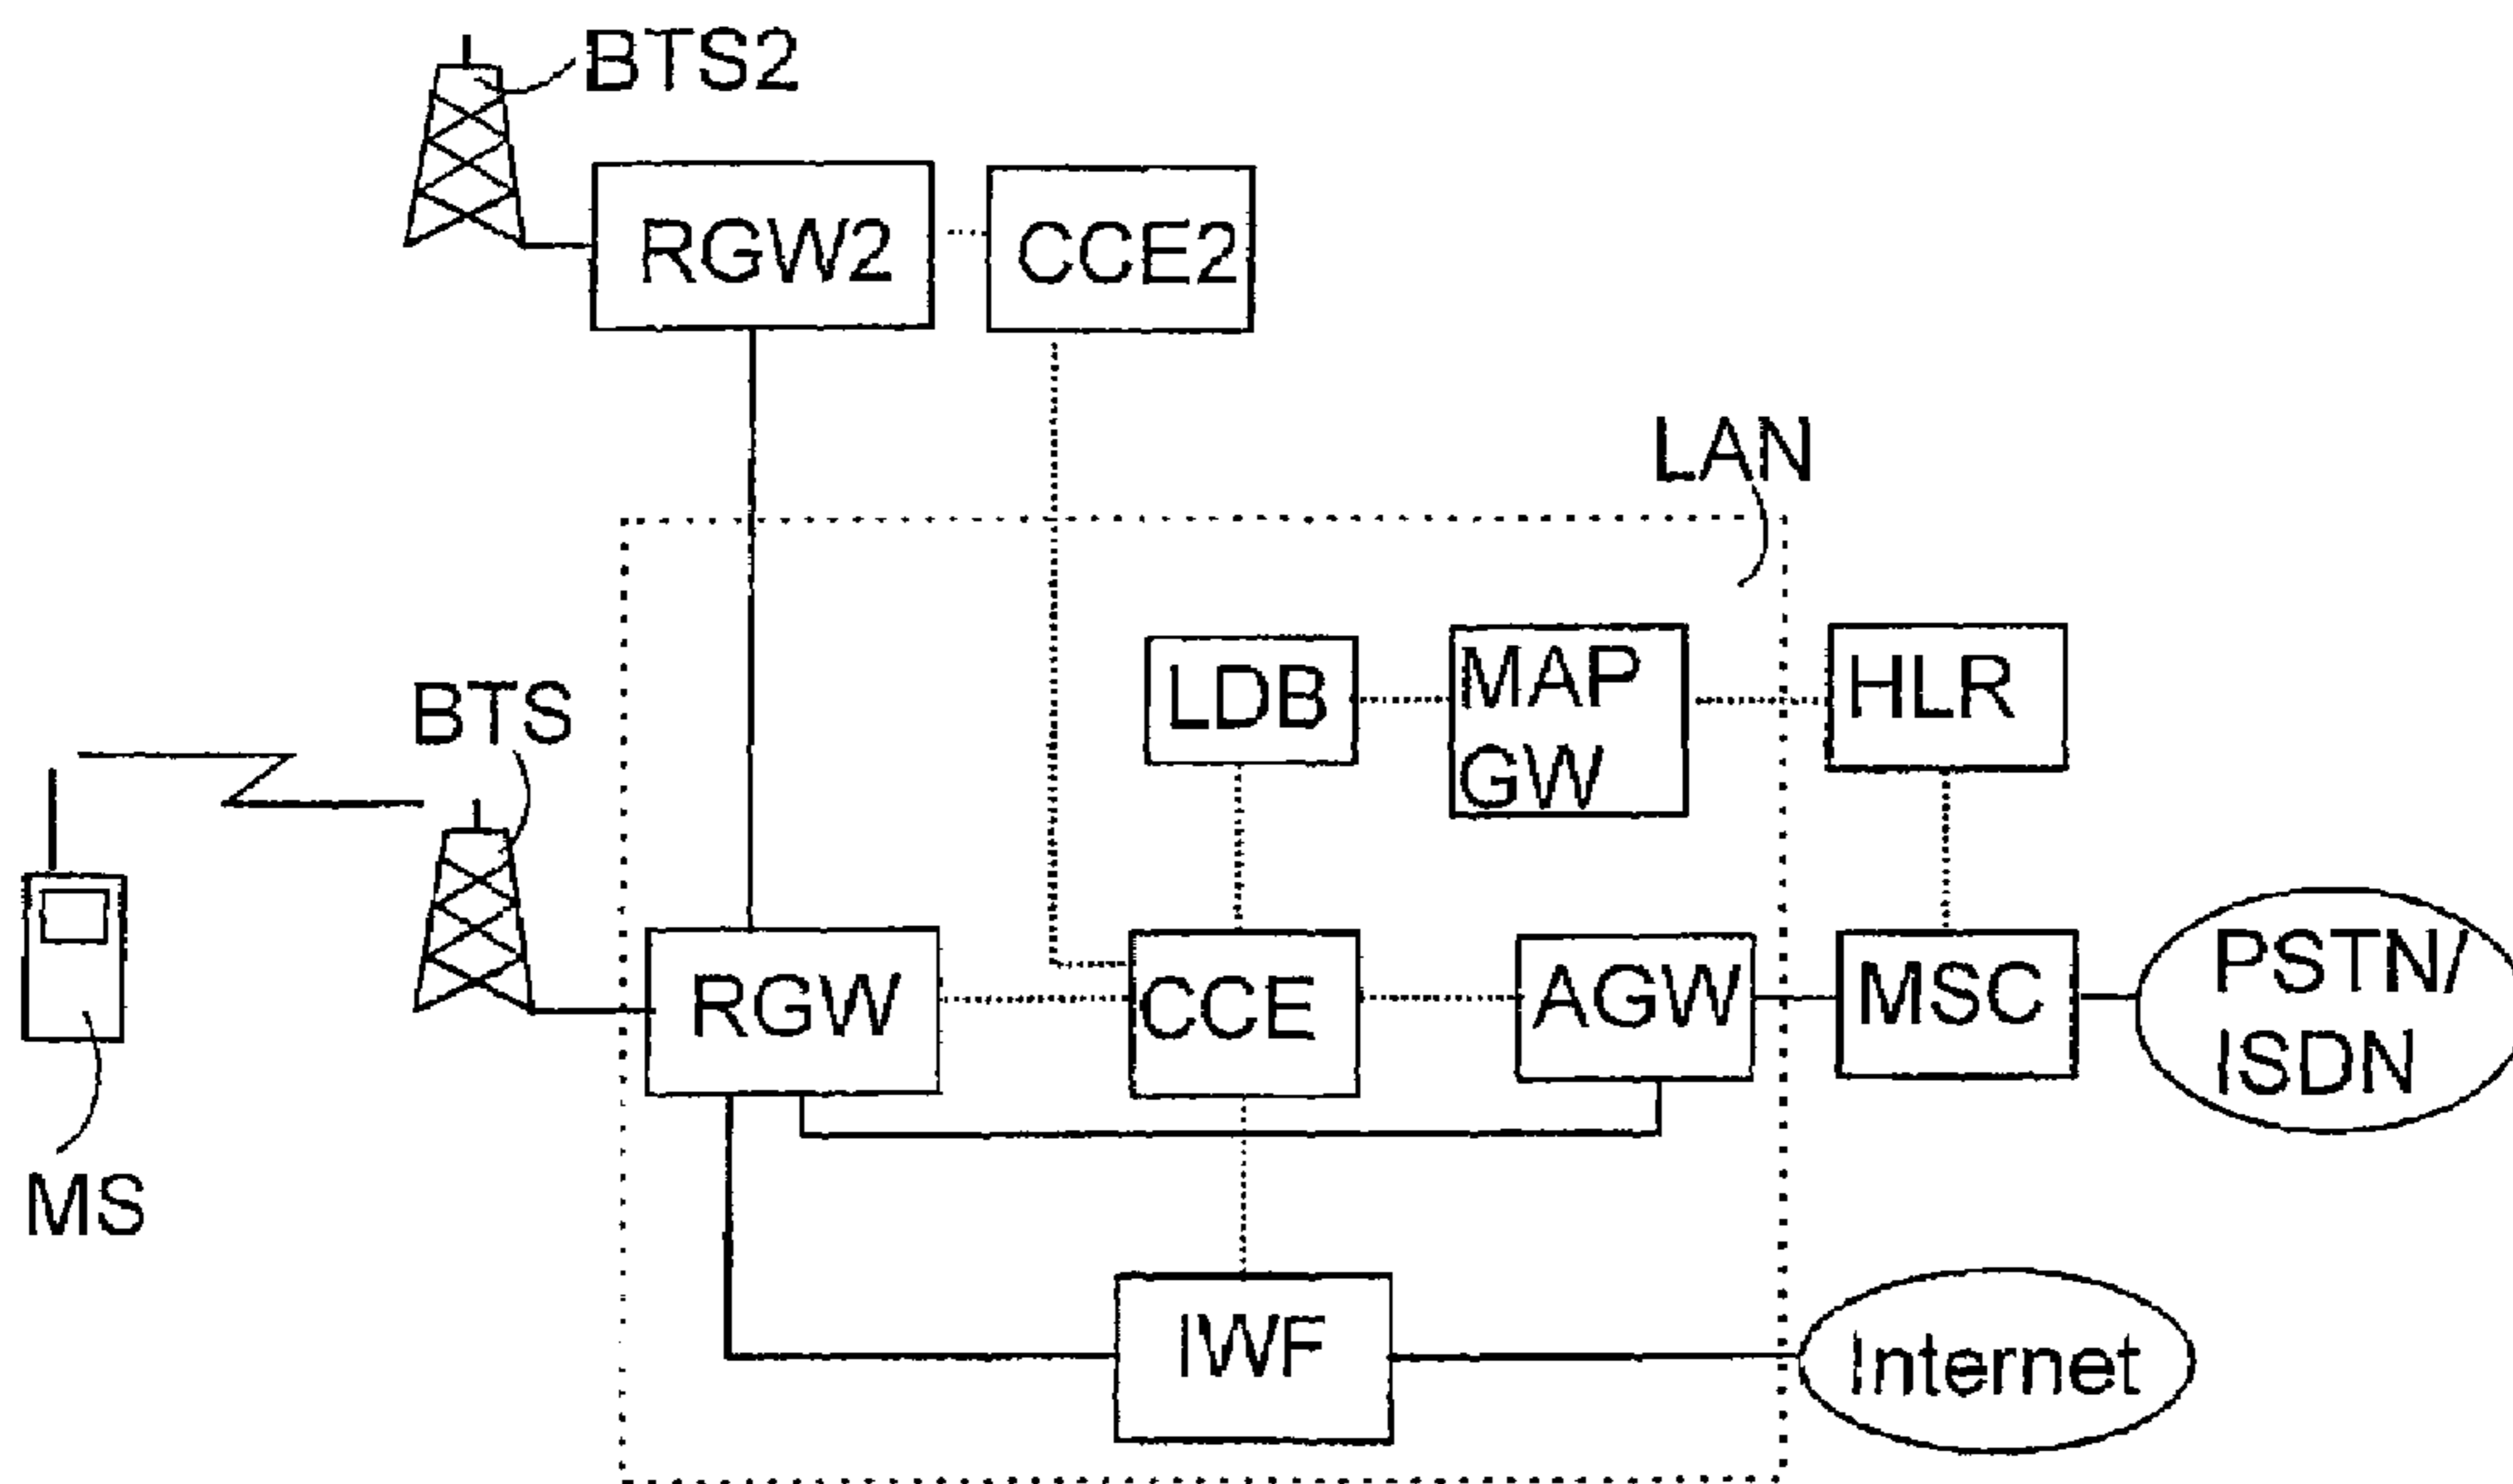 BTS2
RGW2
CCE2
LAN
LDB
MAP
GW
HLR
BTS
RGW
CCE
AGW
MSC
PSTN/
ISDN
MS
IWF
Internet